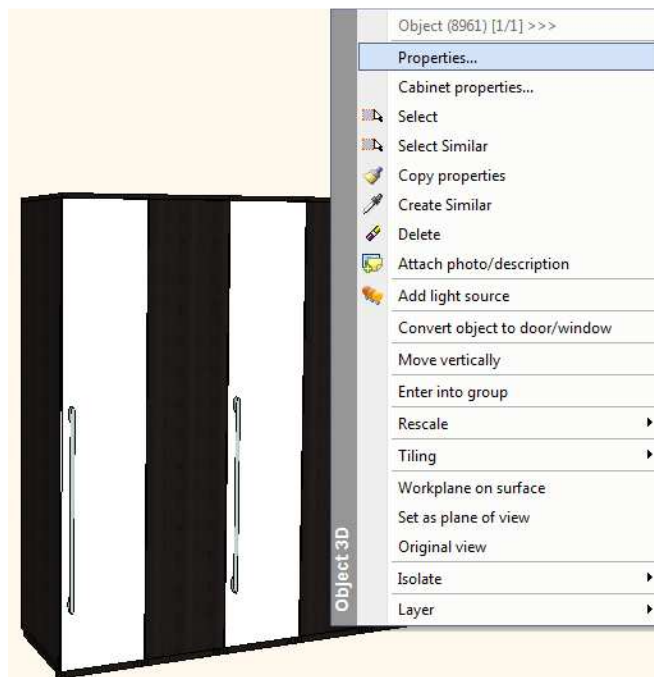 Object (8961) [1/1] >>>
Properties...
Cabinet properties...
Select
Select Similar
Copy properties
Create Similar
Delete
Attach photo/description
Add light source
Convert object to door/window
Move vertically
Enter into group
Rescale
Tiling
Workplane on surface
Set as plane of view
Original view
Isolate
Layer
Object 3D